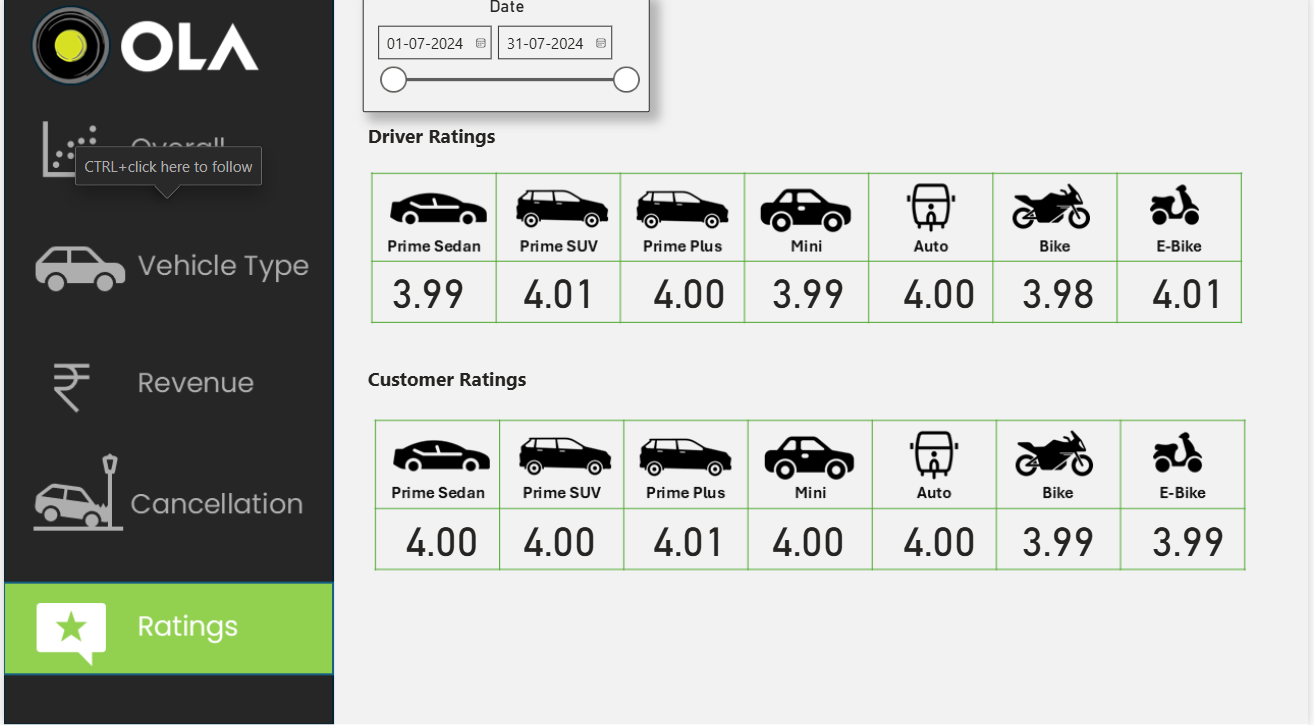 OLA
Date
01-07-2024 31-07-2024
Overall
CTRL+click here to follow
Vehicle Type
Revenue
Cancellation
Ratings
Driver Ratings
Prime Sedan Prime SUV Prime Plus Mini Auto Bike E-Bike
3.99 4.01 4.00 3.99 4.00 3.98 4.01
Customer Ratings
Prime Sedan Prime SUV Prime Plus Mini Auto Bike E-Bike
4.00 4.00 4.01 4.00 4.00 3.99 3.99